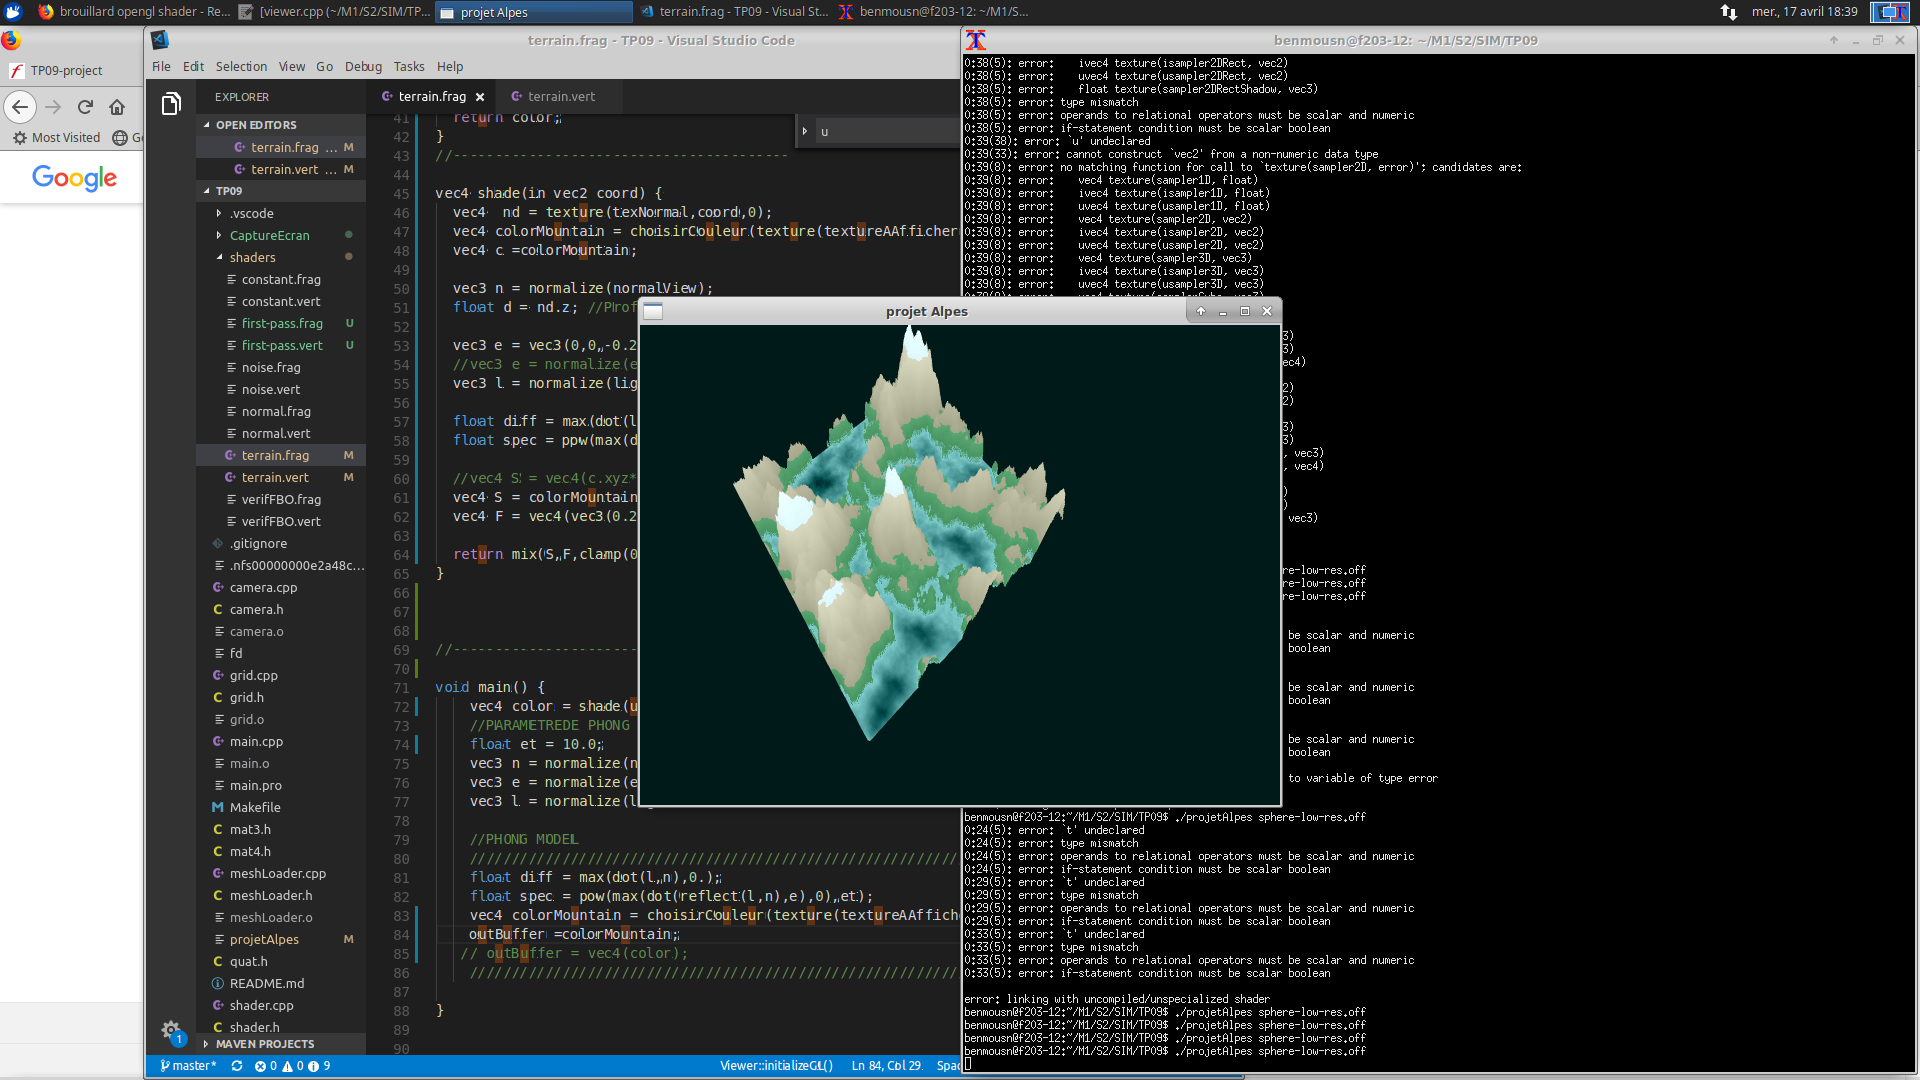 brouillard opengl shader - Re...
[viewer.cpp (~/M1/S2/SIM/TP...
projet Alpes
terrain.frag - TP09 - Visual St...
benmousn@f203-12: ~/M1/S...
mer., 17 avril 18:39
TP09-project
Most Visited
Ge
Google
terrain.frag - TP09 - Visual Studio Code
File Edit Selection View Go Debug Tasks Help
EXPLORER
OPEN EDITORS
terrain.frag ... M
terrain.vert ... M
TP09
.vscode
CaptureEcran
shaders
constant.frag
constant.vert
first-pass.frag U
first-pass.vert U
noise.frag
noise.vert
normal.frag
normal.vert
terrain.frag M
terrain.vert M
verifFBO.frag
verifFBO.vert
.gitignore
.nfs00000000e2a48c...
camera.cpp
camera.h
camera.o
fd
grid.cpp
grid.h
grid.o
main.cpp
main.o
main.pro
Makefile
mat3.h
mat4.h
meshLoader.cpp
meshLoader.h
meshLoader.o
projetAlpes M
quat.h
README.md
shader.cpp
shader.h
MAVEN PROJECTS
1
master* 0 0 9
Viewer::initializeGL() Ln 84, Col 29 Spac
terrain.frag
terrain.vert
u
41 return color;
42 }
43 //----------------------------------------
44
45 vec4 shade(in vec2 coord) {
46 vec4  nd = texture(texNormal,coord,0);
47 vec4 colorMountain = choisirCouleur(texture(textureAAfficher
48 vec4 c =colorMountain;
49
50 vec3 n = normalize(normalView);
51 float d = nd.z; //Prof
52
53 vec3 e = vec3(0,0,-0.2
54 //vec3 e = normalize(e
55 vec3 l = normalize(lig
56
57 float diff = max(dot(l
58 float spec = pow(max(d
59
60 //vec4 S = vec4(c.xyz*
61 vec4 S = colorMountain
62 vec4 F = vec4(vec3(0.2
63
64 return mix(S,F,clamp(0
65 }
66
67
68
69 //-----------------------
70
71 void main() {
72 vec4 color = shade(u
73 //PARAMETREDE PHONG
74 float et = 10.0;
75 vec3 n = normalize(n
76 vec3 e = normalize(e
77 vec3 l = normalize(l
78
79 //PHONG MODEL
80 //////////////////////////////////////////////////////////
81 float diff = max(dot(l,n),0.);
82 float spec = pow(max(dot(reflect(l,n),e),0),et);
83 vec4 colorMountain = choisirCouleur(texture(textureAAffiche
84 outBuffer =colorMountain;
85 // outBuffer = vec4(color);
86 //////////////////////////////////////////////////////////
87
88 }
89
90
projet Alpes
benmousn@f203-12: ~/M1/S2/SIM/TP09
0:38(5): error:    ivec4 texture(isampler2DRect, vec2)
0:38(5): error:    uvec4 texture(usampler2DRect, vec2)
0:38(5): error:    float texture(sampler2DRectShadow, vec3)
0:38(5): error: type mismatch
0:38(5): error: operands to relational operators must be scalar and numeric
0:38(5): error: if-statement condition must be scalar boolean
0:39(38): error: `u' undeclared
0:39(33): error: cannot construct `vec2' from a non-numeric data type
0:39(8): error: no matching function for call to `texture(sampler2D, error)'; candidates are:
0:39(8): error:    vec4 texture(sampler1D, float)
0:39(8): error:    ivec4 texture(isampler1D, float)
0:39(8): error:    uvec4 texture(usampler1D, float)
0:39(8): error:    vec4 texture(sampler2D, vec2)
0:39(8): error:    ivec4 texture(isampler2D, vec2)
0:39(8): error:    uvec4 texture(usampler2D, vec2)
0:39(8): error:    vec4 texture(sampler3D, vec3)
0:39(8): error:    ivec4 texture(isampler3D, vec3)
0:39(8): error:    uvec4 texture(usampler3D, vec3)
3)
3)
ec4)
2)
2)
3)
3)
, vec3)
, vec4)
)
)
vec3)
re-low-res.off
re-low-res.off
re-low-res.off
be scalar and numeric
boolean
be scalar and numeric
boolean
be scalar and numeric
boolean
to variable of type error
benmousn@f203-12:~/M1/S2/SIM/TP09$ ./projetAlpes sphere-low-res.off
0:24(5): error: `t' undeclared
0:24(5): error: type mismatch
0:24(5): error: operands to relational operators must be scalar and numeric
0:24(5): error: if-statement condition must be scalar boolean
0:29(5): error: `t' undeclared
0:29(5): error: type mismatch
0:29(5): error: operands to relational operators must be scalar and numeric
0:29(5): error: if-statement condition must be scalar boolean
0:33(5): error: `t' undeclared
0:33(5): error: type mismatch
0:33(5): error: operands to relational operators must be scalar and numeric
0:33(5): error: if-statement condition must be scalar boolean
error: linking with uncompiled/unspecialized shader
benmousn@f203-12:~/M1/S2/SIM/TP09$ ./projetAlpes sphere-low-res.off
benmousn@f203-12:~/M1/S2/SIM/TP09$ ./projetAlpes sphere-low-res.off
benmousn@f203-12:~/M1/S2/SIM/TP09$ ./projetAlpes sphere-low-res.off
benmousn@f203-12:~/M1/S2/SIM/TP09$ ./projetAlpes sphere-low-res.off